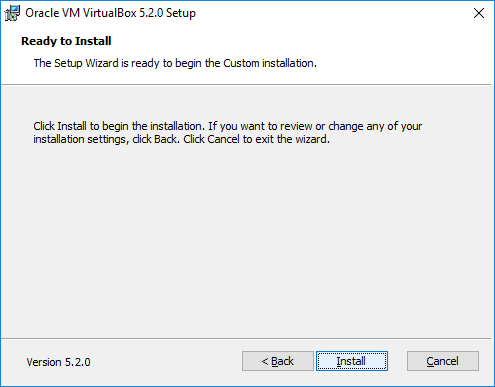 Oracle VM VirtualBox 5.2.0 Setup
Ready to Install
The Setup Wizard is ready to begin the Custom installation.
Click Install to begin the installation. If you want to review or change any of your
installation settings, click Back. Click Cancel to exit the wizard.
Version 5.2.0
< Back
Install
Cancel